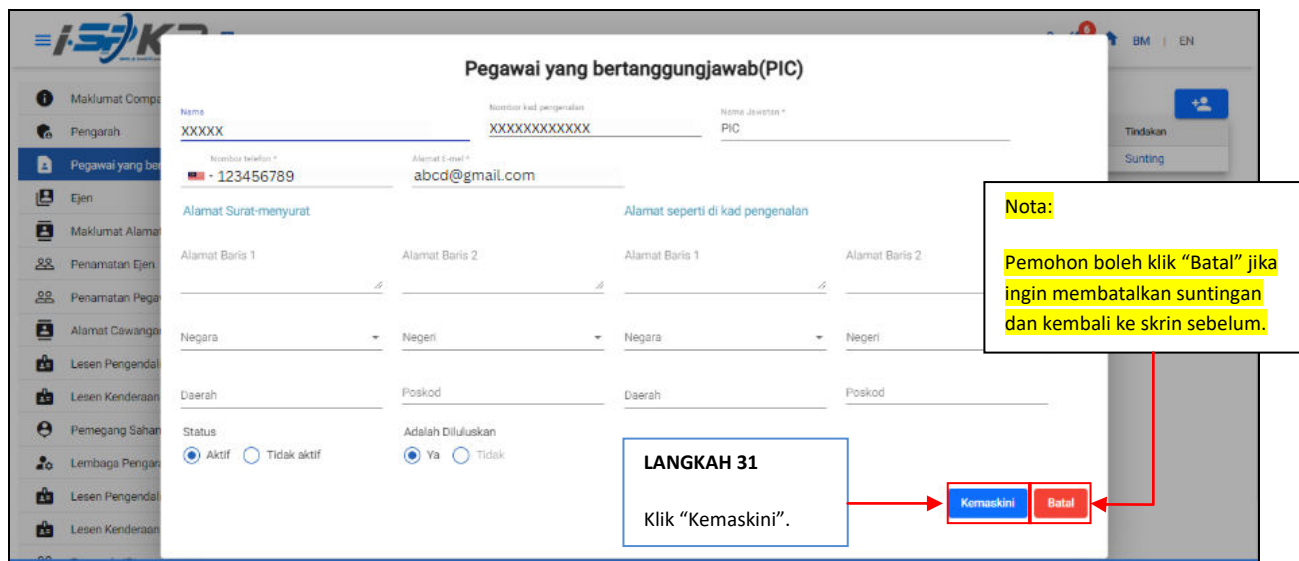 i-SPKP
6
BM | EN
Pegawai yang bertanggungjawab(PIC)
Maklumat Compa
Pengarah
Pegawai yang ber
Ejen
Maklumat Alama
Penamatan Ejen
Penamatan Pega
Alamat Cawanga
Lesen Pengendal
Lesen Kenderaan
Pemegang Sahan
Lembaga Pengar
Lesen Pengendal
Lesen Kenderaan
Tindakan
Sunting
Nama
Nombor kad pengenalan
Nama Jawatan *
XXXXX
XXXXXXXXXXXX
PIC
Nombor telefon *
Alamat E-mel *
- 123456789
abcd@gmail.com
Alamat Surat-menyurat
Alamat seperti di kad pengenalan
Alamat Baris 1
Alamat Baris 2
Alamat Baris 1
Alamat Baris 2
Negara
Negeri
Negara
Negeri
Daerah
Poskod
Daerah
Poskod
Status
Adalah Diluluskan
Aktif
Tidak aktif
Ya
Tidak
Nota:
Pemohon boleh klik “Batal” jika
ingin membatalkan suntingan
dan kembali ke skrin sebelum.
LANGKAH 31
Klik “Kemaskini”.
Kemaskini
Batal